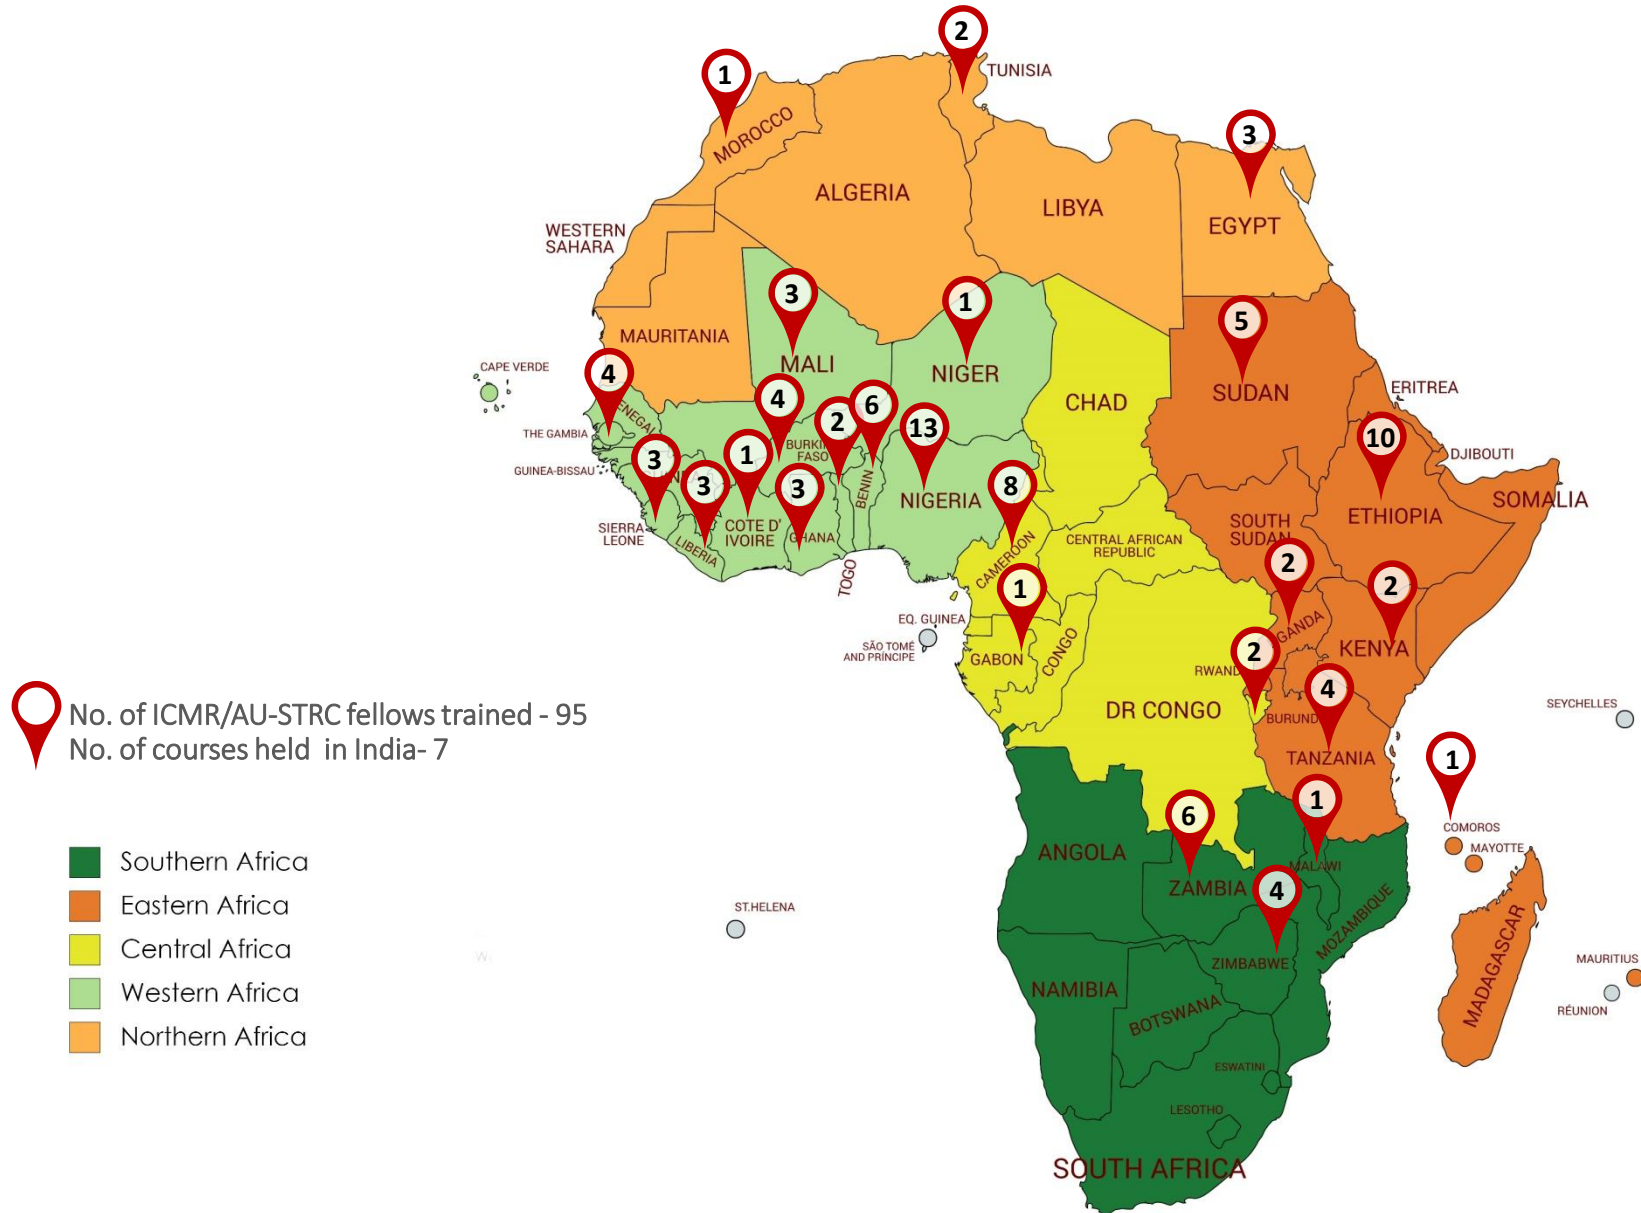 2
TUNISIA
1
MOROCCO
3
ALGERIA
LIBYA
EGYPT
WESTERN
SAHARA
3
1
5
MAURITANIA
MALI
NIGER
SUDAN
CAPE VERDE
4
4
2
6
CHAD
ERITREA
ENEGAL
THE GAMBIA
BURKI
FASO
13
10
DJIBOUTI
GUINEA-BISSAU
3
3
1
3
BENIN
NIGERIA
8
SOMALIA
ETHIOPIA
SIERRA
LEONE
LIBERIA
COTE D'
IVOIRE
GHANA
TOGO
CAMEROON
CENTRAL AFRICAN
REPUBLIC
SOUTH
SUDAN
2
2
1
EQ. GUINEA
SÃO TOMÉ
AND PRÍNCIPE
GABON
CONGO
GANDA
KENYA
2
RWAND
4
DR CONGO
BURUND
TANZANIA
SEYCHELLES
No. of ICMR/AU-STRC fellows trained - 95
No. of courses held in India- 7
1
COMOROS
MAYOTTE
6
1
ANGOLA
ZAMBIA
MALAWI
4
MOZAMBIQUE
Southern Africa
Eastern Africa
Central Africa
Western Africa
Northern Africa
ST.HELENA
ZIMBABWE
NAMIBIA
BOTSWANA
MADAGASCAR
MAURITIUS
RÉUNION
ESWATINI
LESOTHO
SOUTH AFRICA